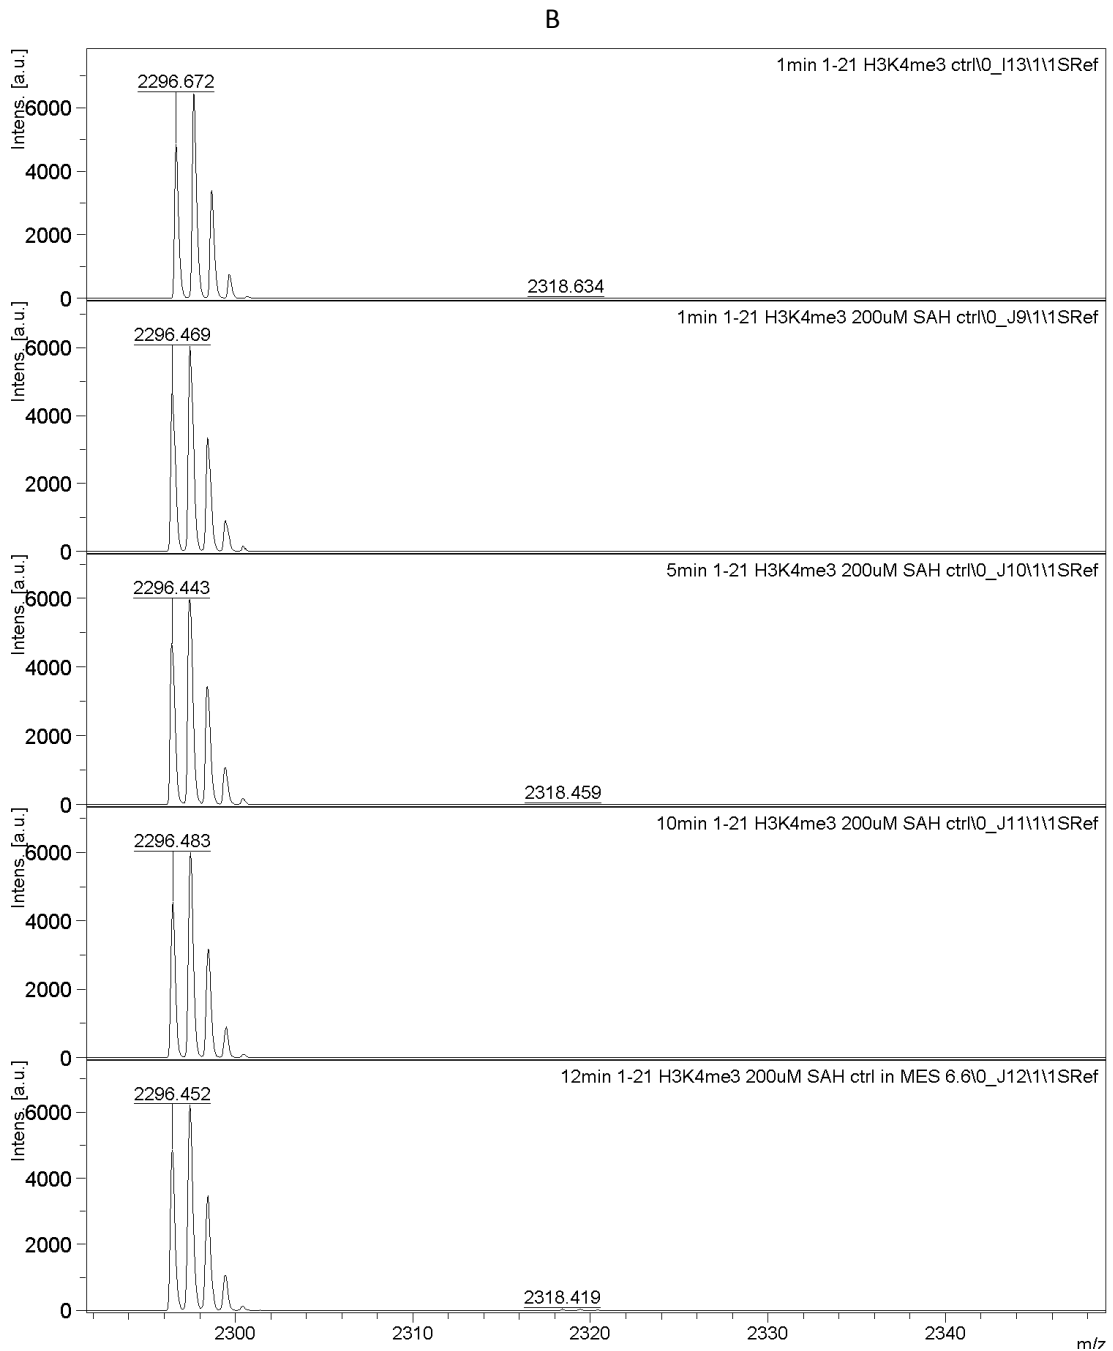 B
1min 1-21 H3K4me3 ctrl\0_I13\1\1SRef
Intens. [a.u.]
2296.672
6000
4000
2000
0
2318.634
1min 1-21 H3K4me3 200uM SAH ctrl\0_J9\1\1SRef
Intens. [a.u.]
2296.469
6000
4000
2000
0
5min 1-21 H3K4me3 200uM SAH ctrl\0_J10\1\1SRef
Intens. [a.u.]
2296.443
6000
4000
2000
0
2318.459
10min 1-21 H3K4me3 200uM SAH ctrl\0_J11\1\1SRef
Intens. [a.u.]
2296.483
6000
4000
2000
0
12min 1-21 H3K4me3 200uM SAH ctrl in MES 6.6\0_J12\1\1SRef
Intens. [a.u.]
2296.452
6000
4000
2000
0
2318.419
2300 2310 2320 2330 2340
m/z